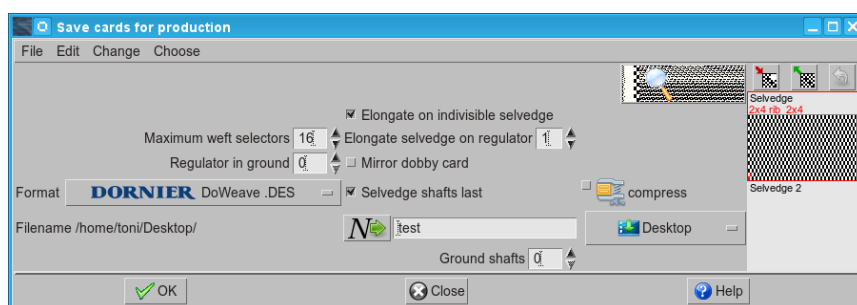 Save cards for production
File Edit Change Choose
Selvedge
2x4 rib 2x4
Elongate on indivisible selvedge
Maximum weft selectors 16 Elongate selvedge on regulator 1
Regulator in ground 0 Mirror dobby card
Format DORNIER DoWeave .DES Selvedge shafts last compress
Selvedge 2
Filename /home/toni/Desktop/ N test Desktop
Ground shafts 0
OK Close Help